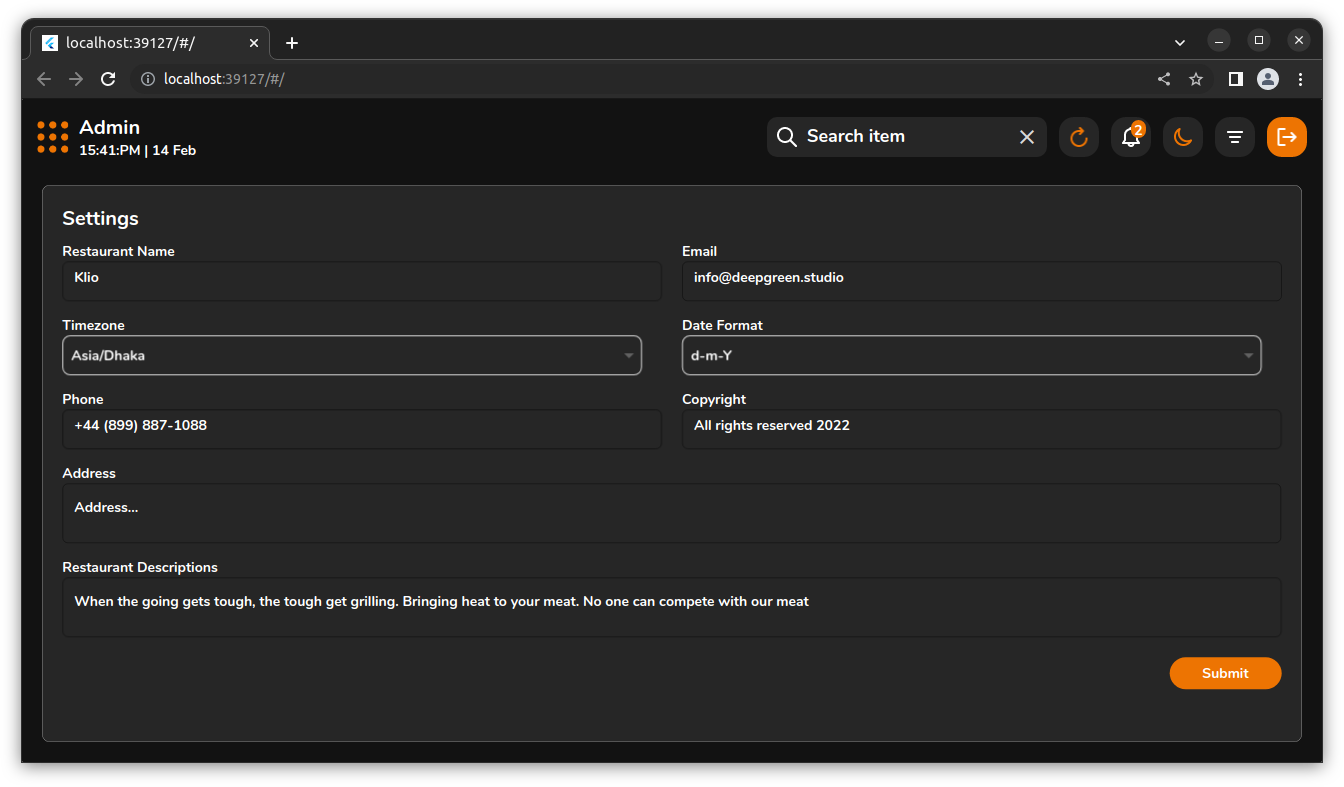 localhost:39127/#/
localhost:39127/#/
Admin
15:41:PM | 14 Feb
Search item
2
Settings
Restaurant Name
Email
Klio
info@deepgreen.studio
Timezone
Date Format
Asia/Dhaka
d-m-Y
Phone
Copyright
+44 (899) 887-1088
All rights reserved 2022
Address
Address...
Restaurant Descriptions
When the going gets tough, the tough get grilling. Bringing heat to your meat. No one can compete with our meat
Submit